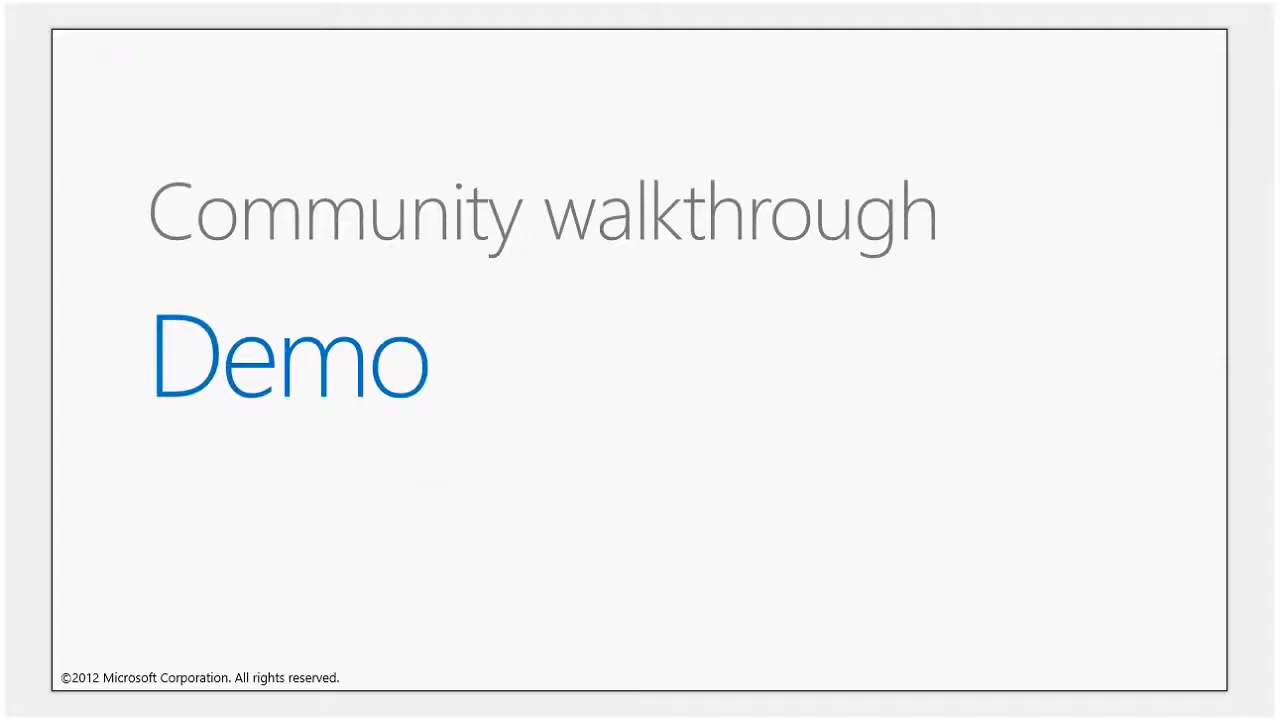 Community walkthrough
Demo
©2012 Microsoft Corporation. All rights reserved.